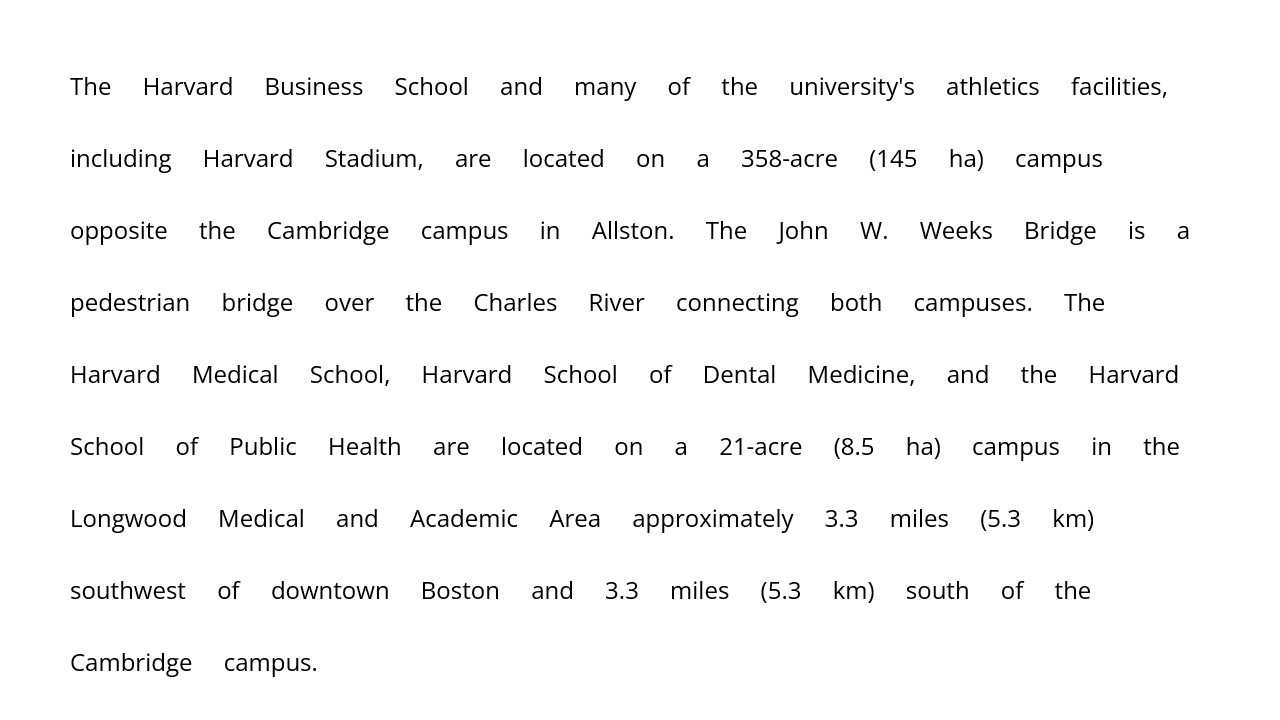 The Harvard Business School and many of the university's athletics facilities,
including Harvard Stadium, are located on a 358-acre (145 ha) campus
opposite the Cambridge campus in Allston. The John W. Weeks Bridge is a
pedestrian bridge over the Charles River connecting both campuses. The
Harvard Medical School, Harvard School of Dental Medicine, and the Harvard
School of Public Health are located on a 21-acre (8.5 ha) campus in the
Longwood Medical and Academic Area approximately 3.3 miles (5.3 km)
southwest of downtown Boston and 3.3 miles (5.3 km) south of the
Cambridge campus.